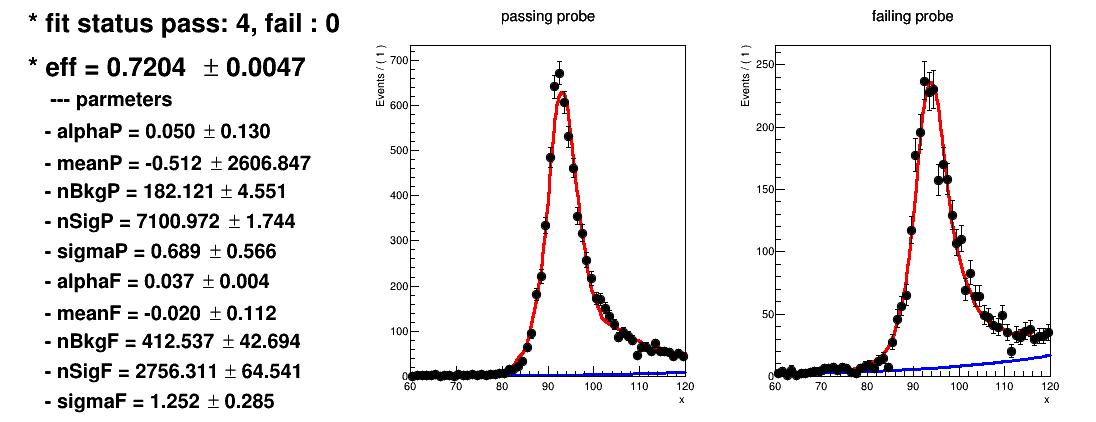 * fit status pass: 4, fail : 0
* eff = 0.7204 ± 0.0047
--- parmeters
- alphaP = 0.050 ± 0.130
- meanP = -0.512 ± 2606.847
- nBkgP = 182.121 ± 4.551
- nSigP = 7100.972 ± 1.744
- sigmaP = 0.689 ± 0.566
- alphaF = 0.037 ± 0.004
- meanF = -0.020 ± 0.112
- nBkgF = 412.537 ± 42.694
- nSigF = 2756.311 ± 64.541
- sigmaF = 1.252 ± 0.285
passing probe
Events / ( 1 )
700
600
500
400
300
200
100
0
60 70 80 90 100 110 120
x
failing probe
Events / ( 1 )
250
200
150
100
50
0
60 70 80 90 100 110 120
x